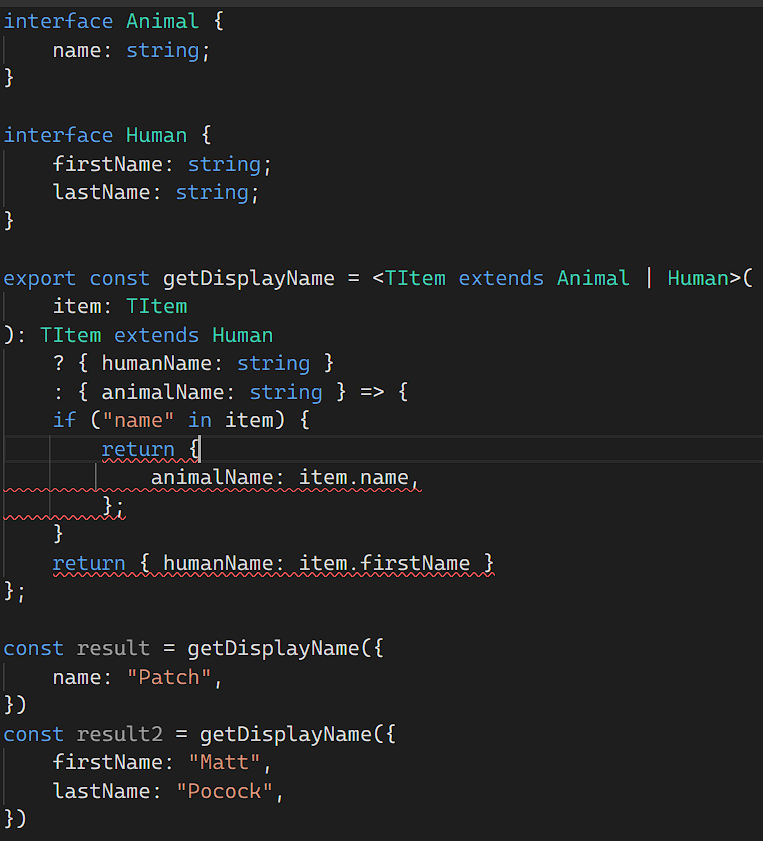 interface Animal {
    name: string;
}

interface Human {
    firstName: string;
    lastName: string;
}

export const getDisplayName = <TItem extends Animal | Human>(
    item: TItem
): TItem extends Human
    ? { humanName: string }
    : { animalName: string } => {
    if ("name" in item) {
        return {
            animalName: item.name,
        };
    }
    return { humanName: item.firstName }
};

const result = getDisplayName({
    name: "Patch",
})
const result2 = getDisplayName({
    firstName: "Matt",
    lastName: "Pocock",
})